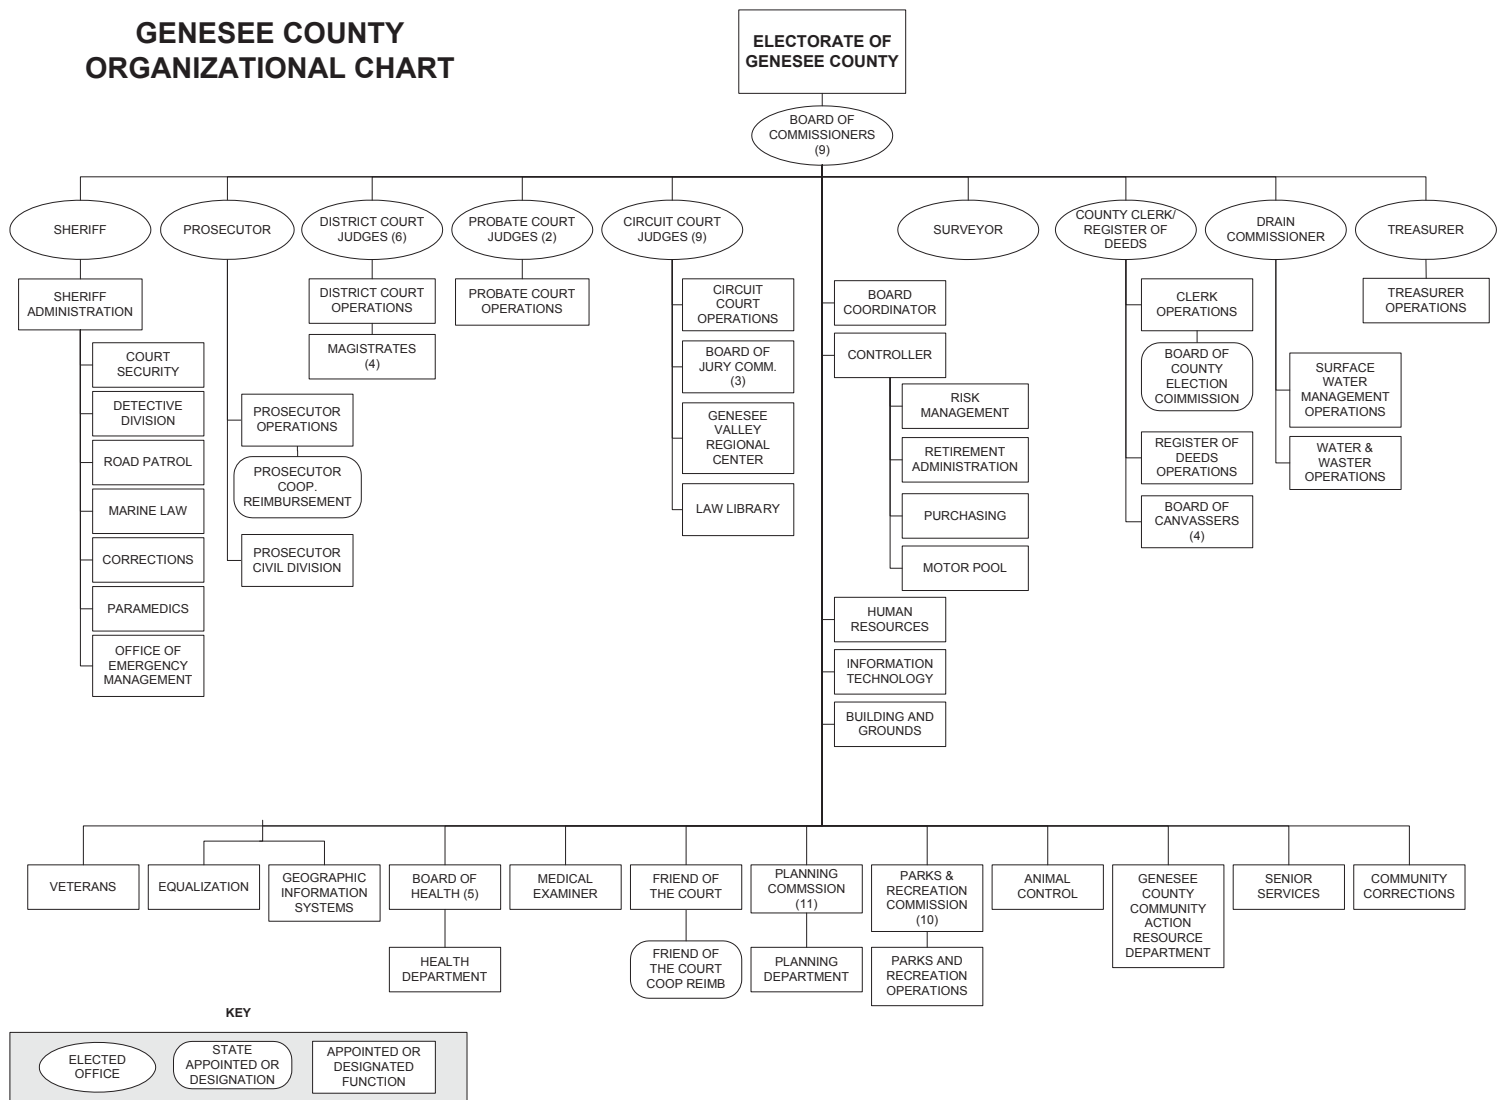 GENESEE COUNTY
ORGANIZATIONAL CHART
ELECTORATE OF
GENESEE COUNTY
BOARD OF
COMMISSIONERS
(9)
SHERIFF
PROSECUTOR
DISTRICT COURT
JUDGES (6)
PROBATE COURT
JUDGES (2)
CIRCUIT COURT
JUDGES (9)
SURVEYOR
COUNTY CLERK/
REGISTER OF
DEEDS
DRAIN
COMMISSIONER
TREASURER
SHERIFF
ADMINISTRATION
COURT
SECURITY
DETECTIVE
DIVISION
ROAD PATROL
MARINE LAW
CORRECTIONS
PARAMEDICS
OFFICE OF
EMERGENCY
MANAGEMENT
PROSECUTOR
OPERATIONS
PROSECUTOR
COOP.
REIMBURSEMENT
PROSECUTOR
CIVIL DIVISION
DISTRICT COURT
OPERATIONS
MAGISTRATES
(4)
PROBATE COURT
OPERATIONS
CIRCUIT
COURT
OPERATIONS
BOARD OF
JURY COMM.
(3)
GENESEE
VALLEY
REGIONAL
CENTER
LAW LIBRARY
BOARD
COORDINATOR
CONTROLLER
RISK
MANAGEMENT
RETIREMENT
ADMINISTRATION
PURCHASING
MOTOR POOL
HUMAN
RESOURCES
INFORMATION
TECHNOLOGY
BUILDING AND
GROUNDS
CLERK
OPERATIONS
BOARD OF
COUNTY
ELECTION
COIMMISSION
REGISTER OF
DEEDS
OPERATIONS
BOARD OF
CANVASSERS
(4)
SURFACE
WATER
MANAGEMENT
OPERATIONS
WATER &
WASTER
OPERATIONS
TREASURER
OPERATIONS
VETERANS
EQUALIZATION
GEOGRAPHIC
INFORMATION
SYSTEMS
BOARD OF
HEALTH (5)
HEALTH
DEPARTMENT
MEDICAL
EXAMINER
FRIEND OF
THE COURT
FRIEND OF
THE COURT
COOP REIMB
PLANNING
COMMSSION
(11)
PLANNING
DEPARTMENT
PARKS &
RECREATION
COMMISSION
(10)
PARKS AND
RECREATION
OPERATIONS
ANIMAL
CONTROL
GENESEE
COUNTY
COMMUNITY
ACTION
RESOURCE
DEPARTMENT
SENIOR
SERVICES
COMMUNITY
CORRECTIONS
KEY
ELECTED
OFFICE
STATE
APPOINTED OR
DESIGNATION
APPOINTED OR
DESIGNATED
FUNCTION